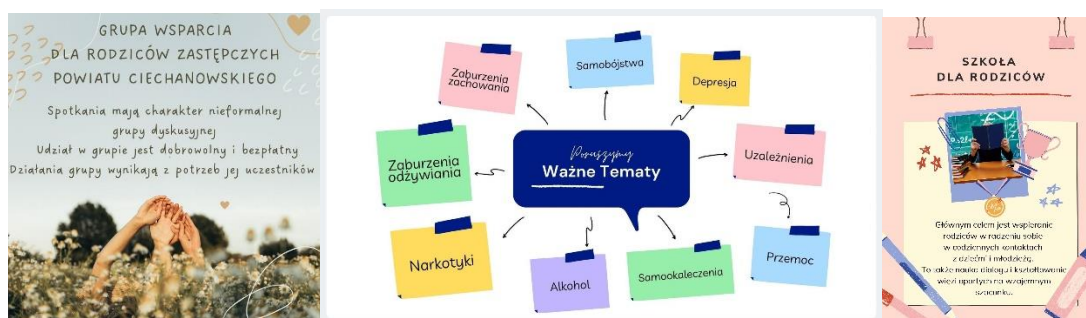 GRUPA WSPARCIA
DLA RODZICÓW ZASTĘPCZYCH
POWIATU CIECHANOWSKIEGO
Spotkania mają charakter nieformalnej
grupy dyskusyjnej
Udział w grupie jest dobrowolny i bezpłatny
Działania grupy wynikają z potrzeb jej uczestników
Zaburzenia
zachowania
Samobójstwa
Depresja
Zaburzenia
odżywiania
Poruszymy
Ważne Tematy
Uzależnienia
Narkotyki
Alkohol
Samookaleczenia
Przemoc
SZKOŁA
DLA RODZICÓW
Głównym celem jest wspieranie
rodziców w radzeniu sobie
w codziennych kontaktach
z dziećmi i młodzieżą.
To także nauka dialogu i kształtowanie
więzi opartych na wzajemnym
szacunku.